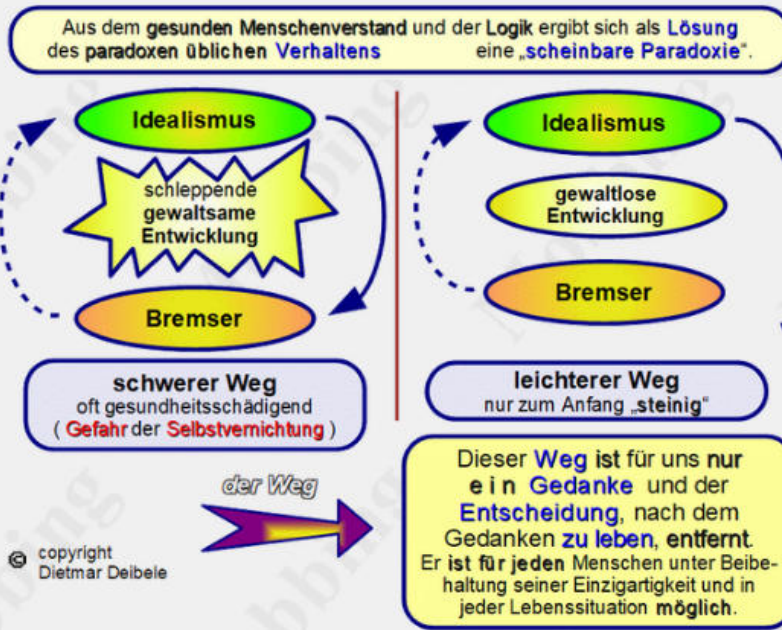 Aus dem gesunden Menschenverstand und der Logik ergibt sich als Lösung
des paradoxen üblichen Verhaltens eine „scheinbare Paradoxie“.
Idealismus
schleppende
gewaltsame
Entwicklung
Bremser
schwerer Weg
oft gesundheitsschädigend
( Gefahr der Selbstvernichtung )
Idealismus
gewaltlose
Entwicklung
Bremser
leichterer Weg
nur zum Anfang „steinig“
der Weg
Dieser Weg ist für uns nur
e i n Gedanke und der
Entscheidung, nach dem
Gedanken zu leben, entfernt.
Er ist für jeden Menschen unter Beibe-
haltung seiner Einzigartigkeit und in
jeder Lebenssituation möglich.
© copyright
Dietmar Deibele